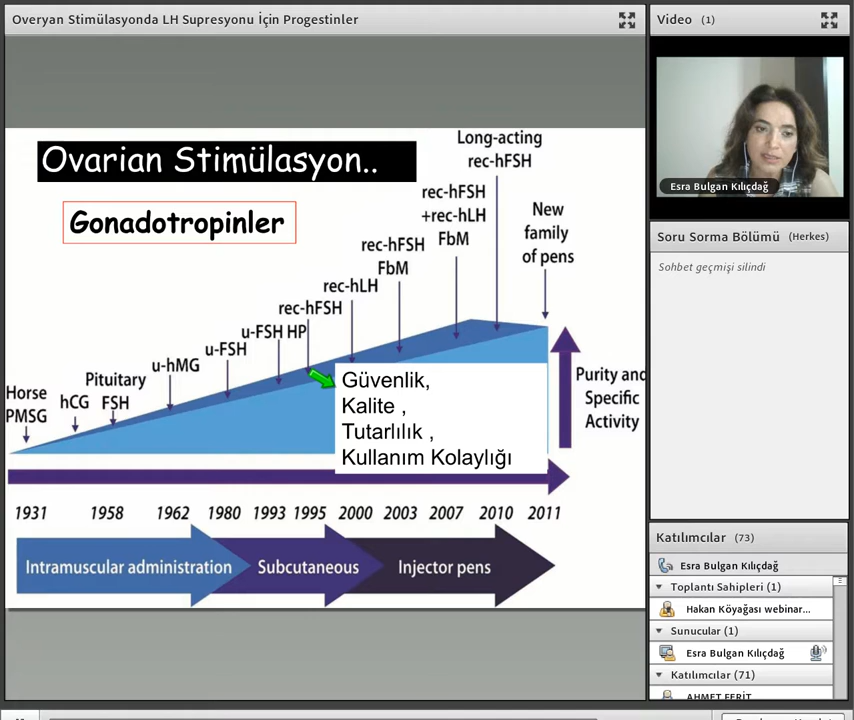 Overyan Stimülasyonda LH Supresyonu İçin Progestinler
Video (1)
Esra Bulgan Kılıçdağ
Ovarian Stimülasyon..
Gonadotropinler
Horse
PMSG
hCG
Pituitary
FSH
u-hMG
u-FSH
u-FSH HP
rec-hFSH
rec-hLH
rec-hFSH
FbM
rec-hFSH
+rec-hLH
FbM
Long-acting
rec-hFSH
New
family
of pens
Güvenlik,
Kalite ,
Tutarlılık ,
Kullanım Kolaylığı
Purity and
Specific
Activity
1931 1958 1962 1980 1993 1995 2000 2003 2007 2010 2011
Intramuscular administration
Subcutaneous
Injector pens
Soru Sorma Bölümü (Herkes)
Sohbet geçmişi silindi
Katılımcılar (73)
Esra Bulgan Kılıçdağ
Toplantı Sahipleri (1)
Hakan Köyağası webinar...
Sunucular (1)
Esra Bulgan Kılıçdağ
Katılımcılar (71)
AHMET FERİT